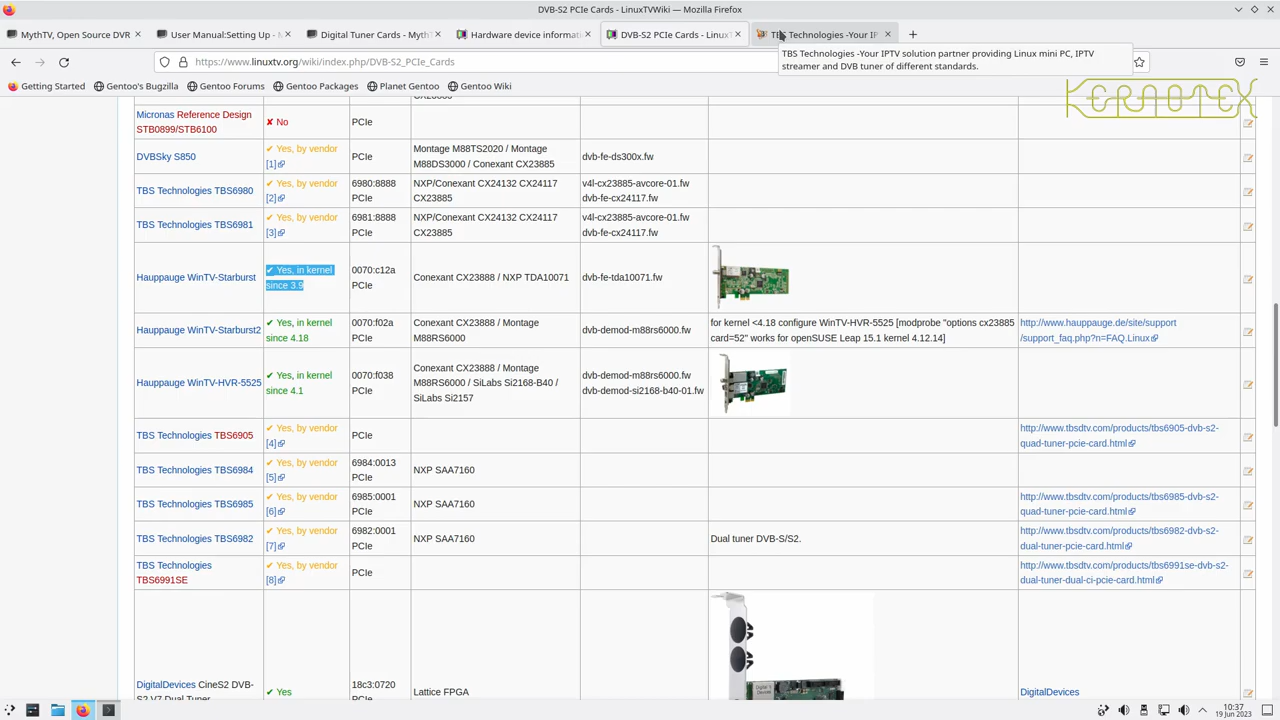 DVB-S2 PCIe Cards - LinuxTVWiki — Mozilla Firefox
MythTV, Open Source DVR
User Manual:Setting Up -
Digital Tuner Cards - MythT
Hardware device informat
DVB-S2 PCIe Cards - LinuxT
Technologies -Your IP
TBS Technologies -Your IPTV solution partner providing Linux mini PC, IPTV
streamer and DVB tuner of different standards.
https://www.linuxtv.org/wiki/index.php/DVB-S2_PCIe_Cards
Getting Started
Gentoo's Bugzilla
Gentoo Forums
Gentoo Packages
Planet Gentoo
Gentoo Wiki
KERNOTEX
CX23885
Micronas Reference Design
STB0899/STB6100
✘ No
PCIe
DVBSky S850
✔ Yes, by vendor
[1]
PCIe
Montage M88TS2020 / Montage
M88DS3000 / Conexant CX23885
dvb-fe-ds300x.fw
TBS Technologies TBS6980
✔ Yes, by vendor
[2]
6980:8888
PCIe
NXP/Conexant CX24132 CX24117
CX23885
v4l-cx23885-avcore-01.fw
dvb-fe-cx24117.fw
TBS Technologies TBS6981
✔ Yes, by vendor
[3]
6981:8888
PCIe
NXP/Conexant CX24132 CX24117
CX23885
v4l-cx23885-avcore-01.fw
dvb-fe-cx24117.fw
Hauppauge WinTV-Starburst
✔ Yes, in kernel
since 3.9
0070:c12a
PCIe
Conexant CX23888 / NXP TDA10071
dvb-fe-tda10071.fw
Hauppauge WinTV-Starburst2
✔ Yes, in kernel
since 4.18
0070:f02a
PCIe
Conexant CX23888 / Montage
M88RS6000
dvb-demod-m88rs6000.fw
for kernel <4.18 configure WinTV-HVR-5525 [modprobe "options cx23885
card=52" works for openSUSE Leap 15.1 kernel 4.12.14]
http://www.hauppauge.de/site/support
/support_faq.php?n=FAQ.Linux
Hauppauge WinTV-HVR-5525
✔ Yes, in kernel
since 4.1
0070:f038
PCIe
Conexant CX23888 / Montage
M88RS6000 / SiLabs Si2168-B40 /
SiLabs Si2157
dvb-demod-m88rs6000.fw
dvb-demod-si2168-b40-01.fw
TBS Technologies TBS6905
✔ Yes, by vendor
[4]
PCIe
http://www.tbsdtv.com/products/tbs6905-dvb-s2-
quad-tuner-pcie-card.html
TBS Technologies TBS6984
✔ Yes, by vendor
[5]
6984:0013
PCIe
NXP SAA7160
TBS Technologies TBS6985
✔ Yes, by vendor
[6]
6985:0001
PCIe
NXP SAA7160
http://www.tbsdtv.com/products/tbs6985-dvb-s2-
quad-tuner-pcie-card.html
TBS Technologies TBS6982
✔ Yes, by vendor
[7]
6982:0001
PCIe
NXP SAA7160
Dual tuner DVB-S/S2.
http://www.tbsdtv.com/products/tbs6982-dvb-s2-
dual-tuner-pcie-card.html
TBS Technologies
TBS6991SE
✔ Yes, by vendor
[8]
PCIe
http://www.tbsdtv.com/products/tbs6991se-dvb-s2-
dual-tuner-dual-ci-pcie-card.html
DigitalDevices CineS2 DVB-
S2 V7 Dual Tuner
✔ Yes
18c3:0720
PCIe
Lattice FPGA
DigitalDevices
10:37
19 Jun 2023